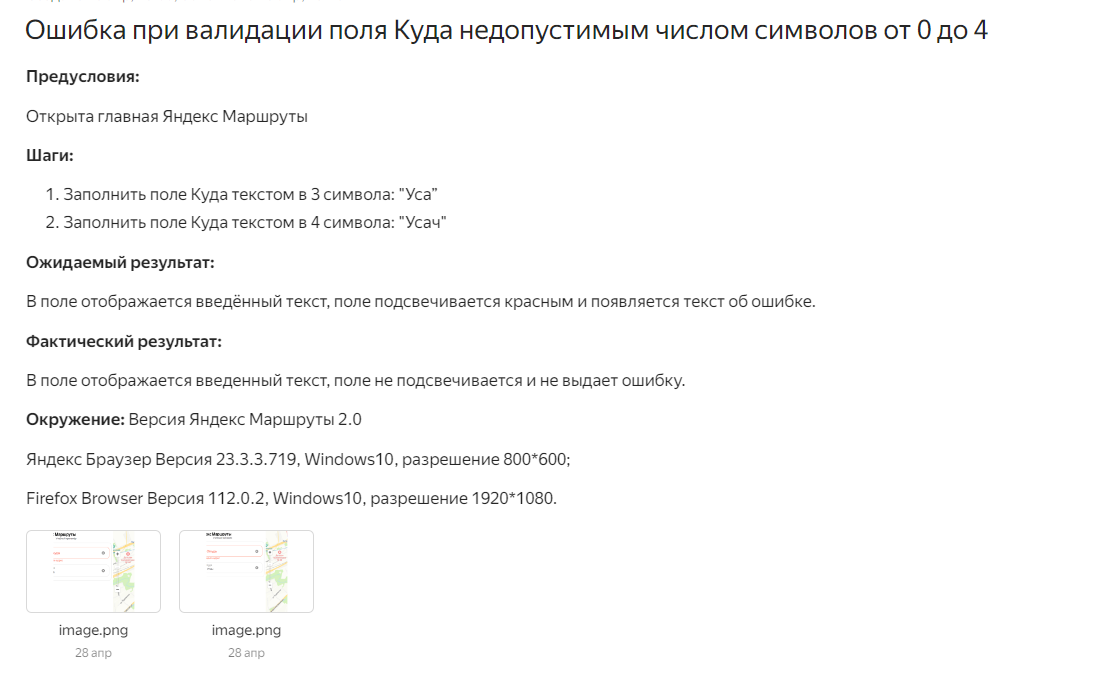 Ошибка при валидации поля Куда недопустимым числом символов от 0 до 4
Предусловия:
Открыта главная Яндекс Маршруты
Шаги:
1. Заполнить поле Куда текстом в 3 символа: "Уса”
2. Заполнить поле Куда текстом в 4 символа: "Усач"
Ожидаемый результат:
В поле отображается введённый текст, поле подсвечивается красным и появляется текст об ошибке.
Фактический результат:
В поле отображается введенный текст, поле не подсвечивается и не выдает ошибку.
Окружение: Версия Яндекс Маршруты 2.0
Яндекс Браузер Версия 23.3.3.719, Windows10, разрешение 800*600;
Firefox Browser Версия 112.0.2, Windows10, разрешение 1920*1080.
Маршруты
Маршруты
image.png
image.png
28 апр
28 апр